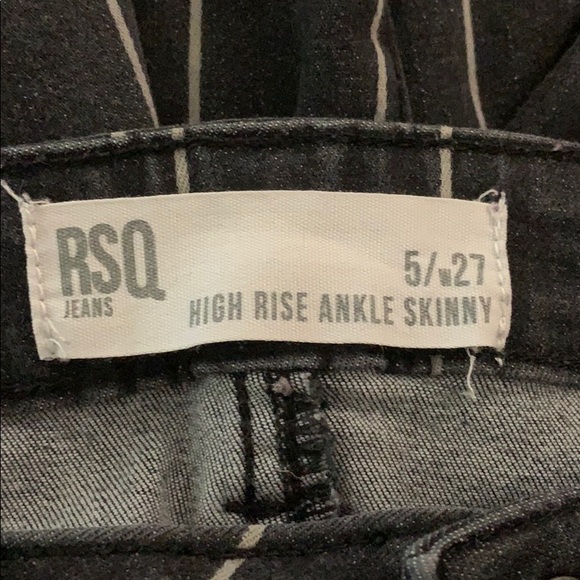 RSQ
JEANS
5/w27
HIGH RISE ANKLE SKINNY